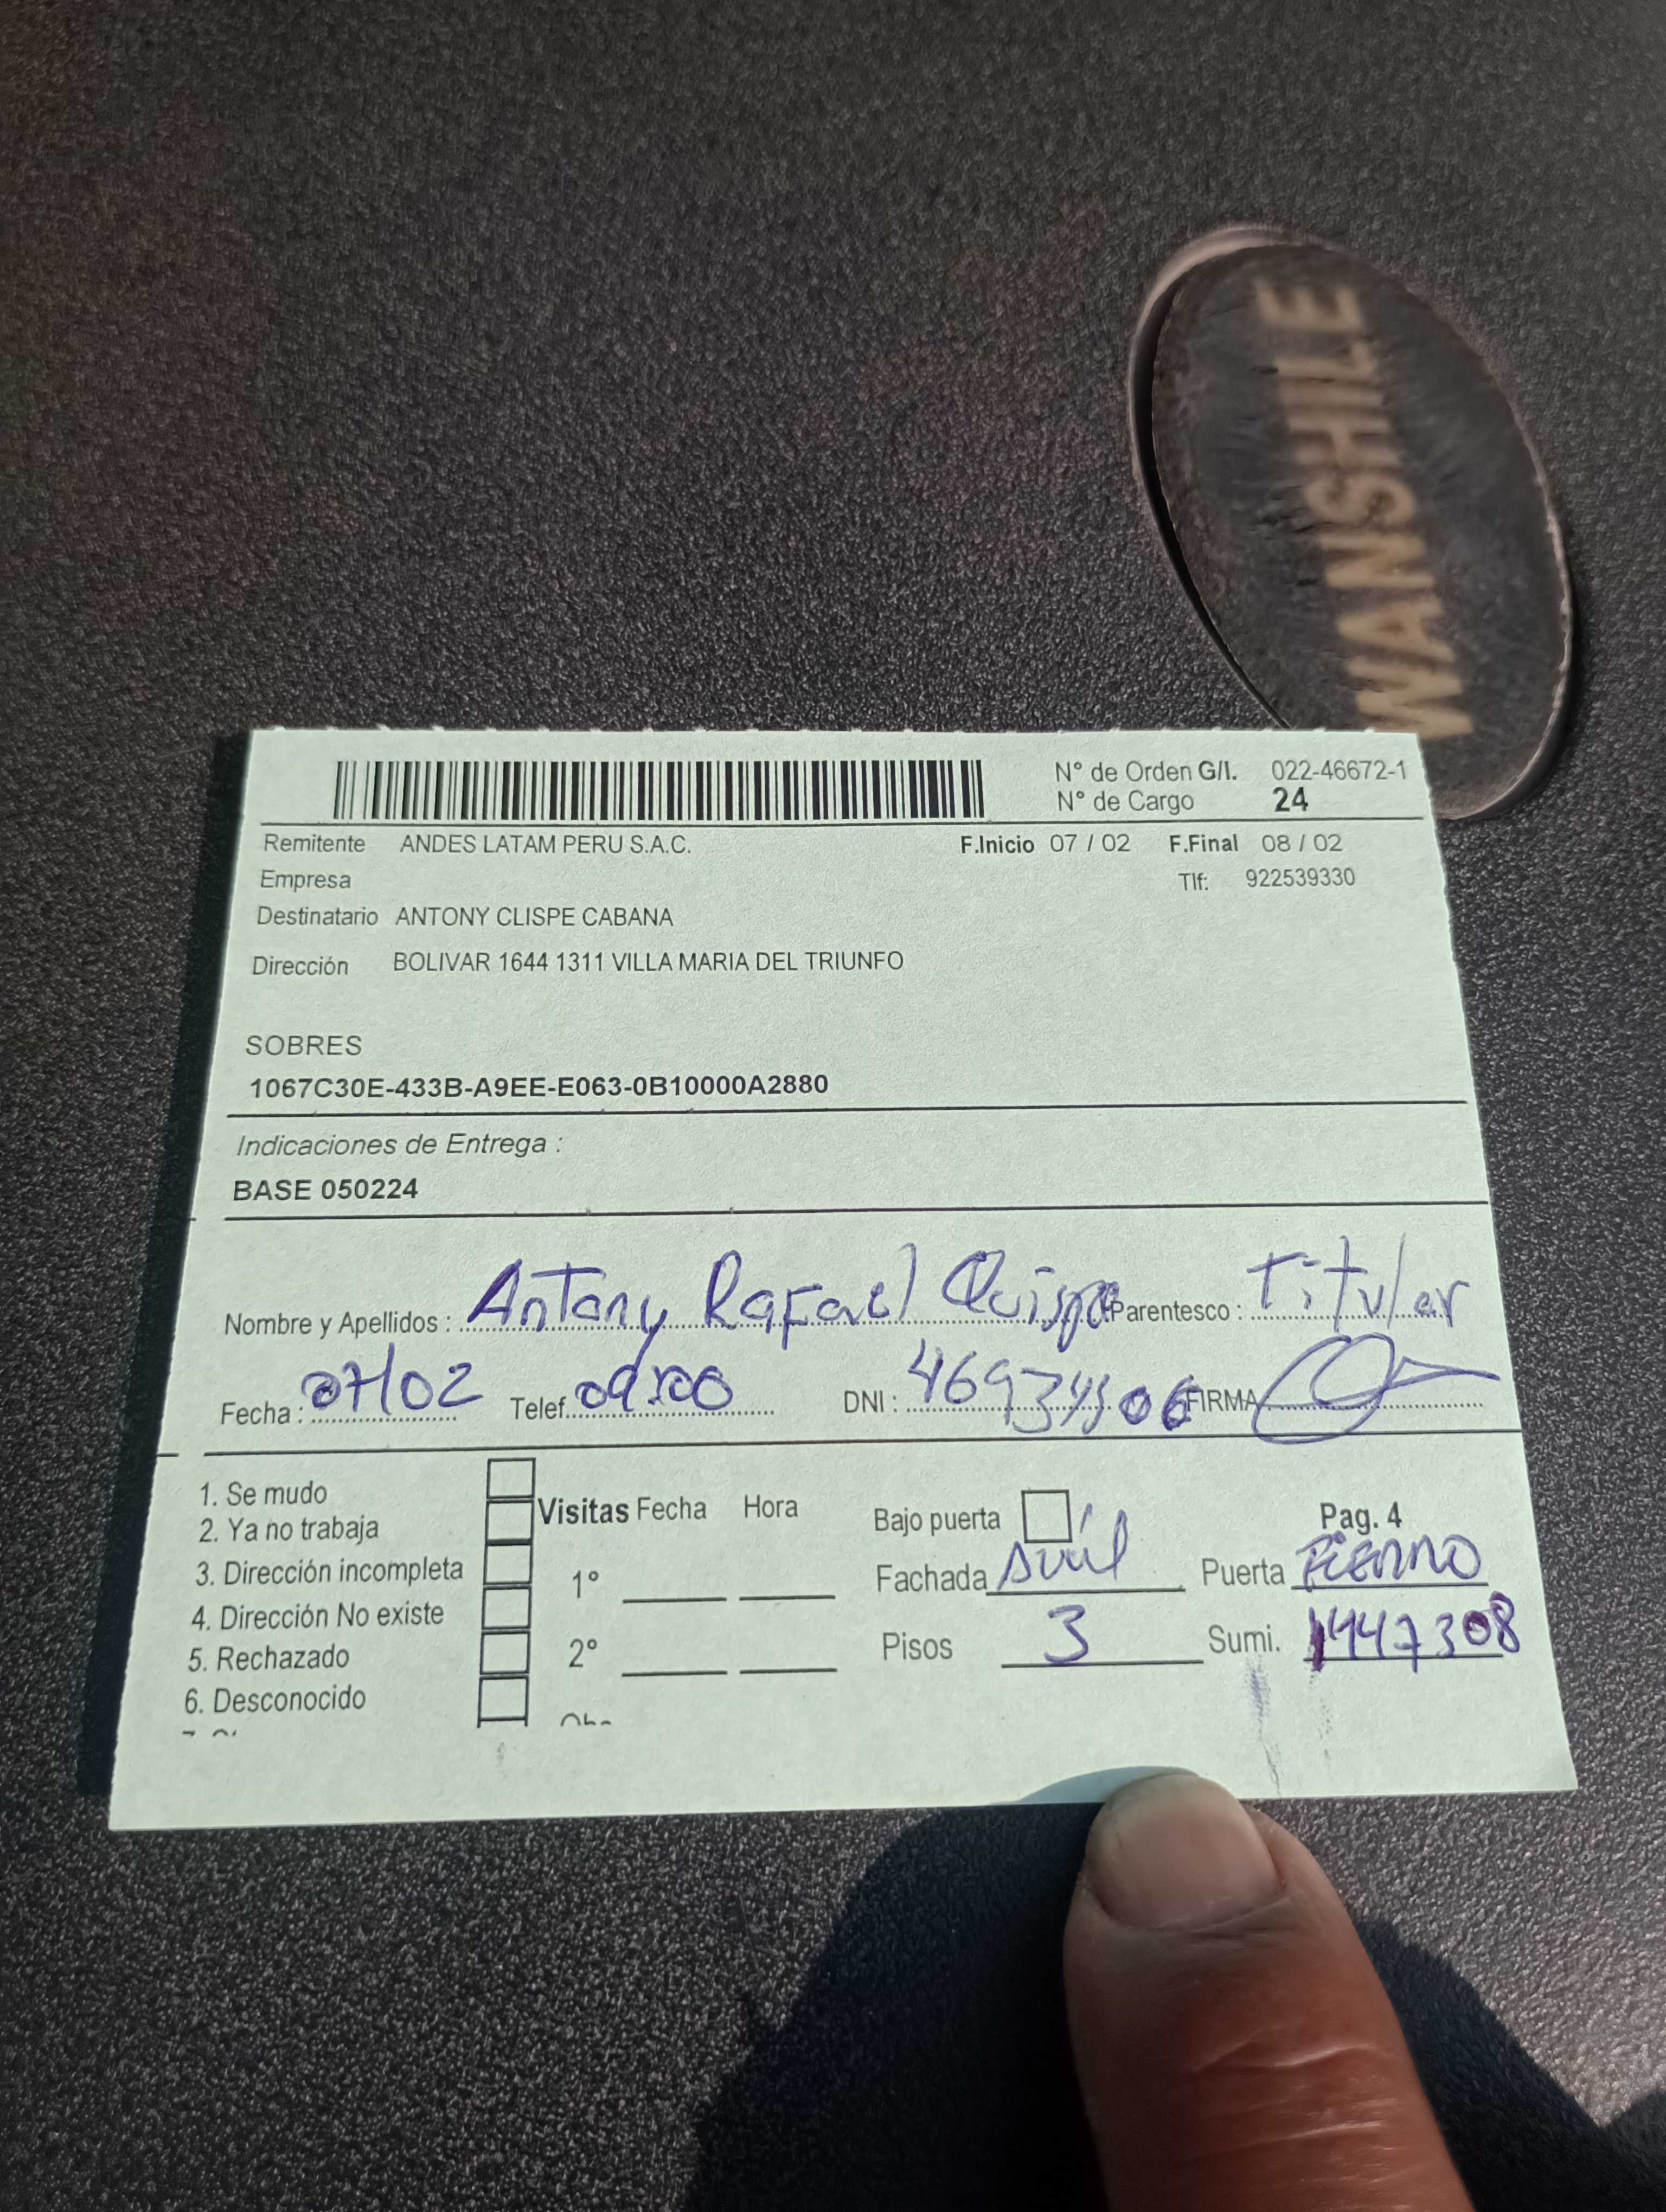 WANSHILE
N° de Orden G/I. 022-46672-1
N° de Cargo 24
Remitente ANDES LATAM PERU S.A.C. F.Inicio 07 / 02 F.Final 08 / 02
Empresa Tlf: 922539330
Destinatario ANTONY CLISPE CABANA
Dirección BOLIVAR 1644 1311 VILLA MARIA DEL TRIUNFO
SOBRES
1067C30E-433B-A9EE-E063-0B10000A2880
Indicaciones de Entrega :
BASE 050224
Nombre y Apellidos : Antony Rafael Quispe Parentesco : Titular
Fecha : 07/02 Telef. 09:00 DNI : FIRMA
1. Se mudo
2. Ya no trabaja
3. Dirección incompleta
4. Dirección No existe
5. Rechazado
6. Desconocido
Visitas Fecha Hora
1°
2°
Bajo puerta Pag. 4
Fachada Azul Puerta Fierro
Pisos 3 Sumi. 1447308